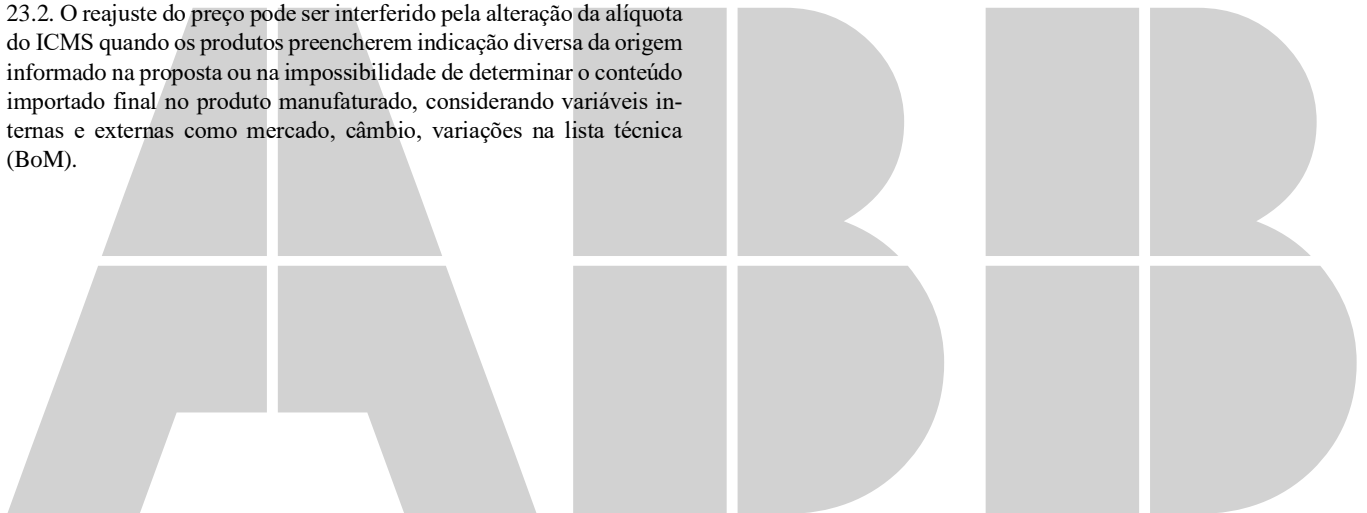 23.2. O reajuste do preço pode ser interferido pela alteração da alíquota
do ICMS quando os produtos preencherem indicação diversa da origem
informado na proposta ou na impossibilidade de determinar o conteúdo
importado final no produto manufaturado, considerando variáveis in-
ternas e externas como mercado, câmbio, variações na lista técnica
(BoM).
ABB